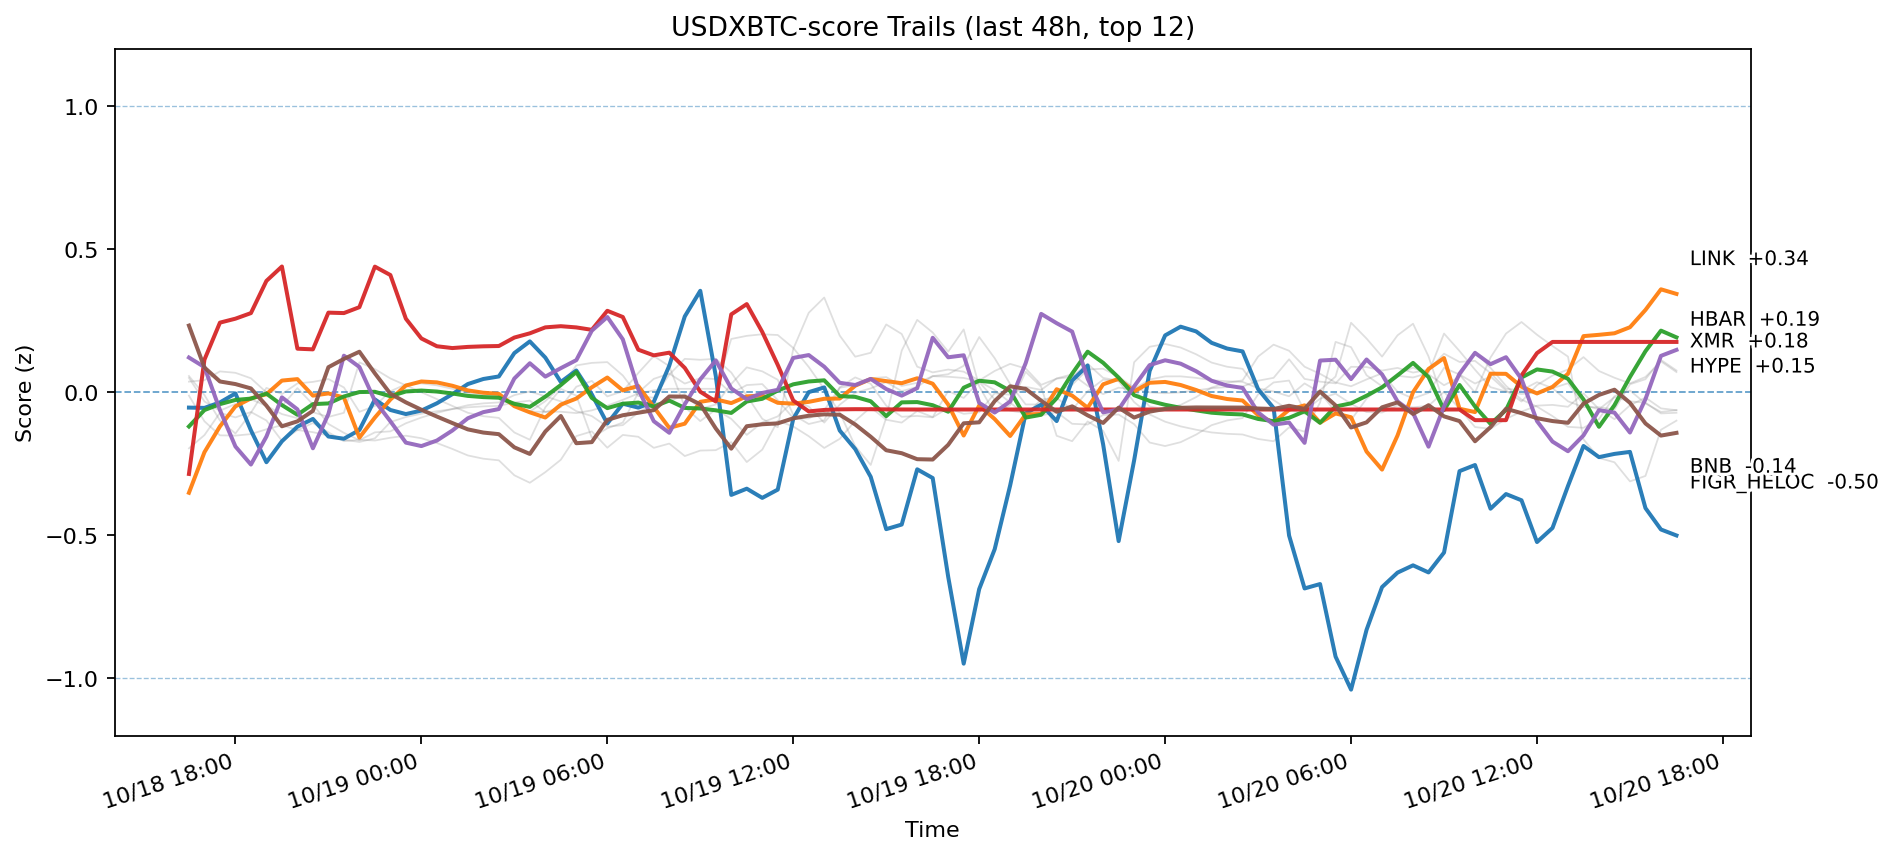 USDXBTC-score Trails (last 48h, top 12)
1.0
0.5
0.0
−0.5
−1.0
Score (z)
LINK +0.34
HBAR +0.19
XMR +0.18
HYPE +0.15
BNB -0.14
FIGR_HELOC -0.50
10/18 18:00
10/19 00:00
10/19 06:00
10/19 12:00
10/19 18:00
10/20 00:00
10/20 06:00
10/20 12:00
10/20 18:00
Time